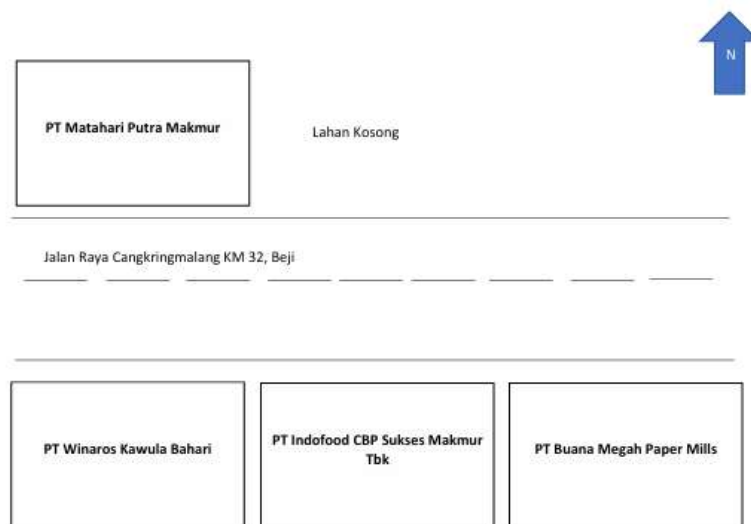 N
PT Matahari Putra Makmur
Lahan Kosong
Jalan Raya Cangkringmalang KM 32, Beji
PT Winaros Kawula Bahari
PT Indofood CBP Sukses Makmur
Tbk
PT Buana Megah Paper Mills